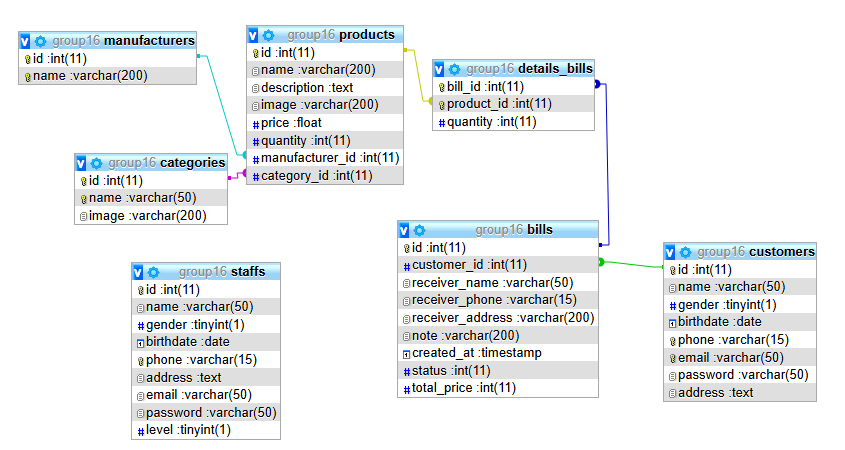 group16 manufacturers
id :int(11)
name :varchar(200)
group16 products
id :int(11)
name :varchar(200)
description :text
image :varchar(200)
price :float
quantity :int(11)
manufacturer_id :int(11)
category_id :int(11)
group16 details_bills
bill_id :int(11)
product_id :int(11)
quantity :int(11)
group16 categories
id :int(11)
name :varchar(50)
image :varchar(200)
group16 bills
id :int(11)
customer_id :int(11)
receiver_name :varchar(50)
receiver_phone :varchar(15)
receiver_address :varchar(200)
note :varchar(200)
created_at :timestamp
status :int(11)
total_price :int(11)
group16 customers
id :int(11)
name :varchar(50)
gender :tinyint(1)
birthdate :date
phone :varchar(15)
email :varchar(50)
password :varchar(50)
address :text
group16 staffs
id :int(11)
name :varchar(50)
gender :tinyint(1)
birthdate :date
phone :varchar(15)
address :text
email :varchar(50)
password :varchar(50)
level :tinyint(1)